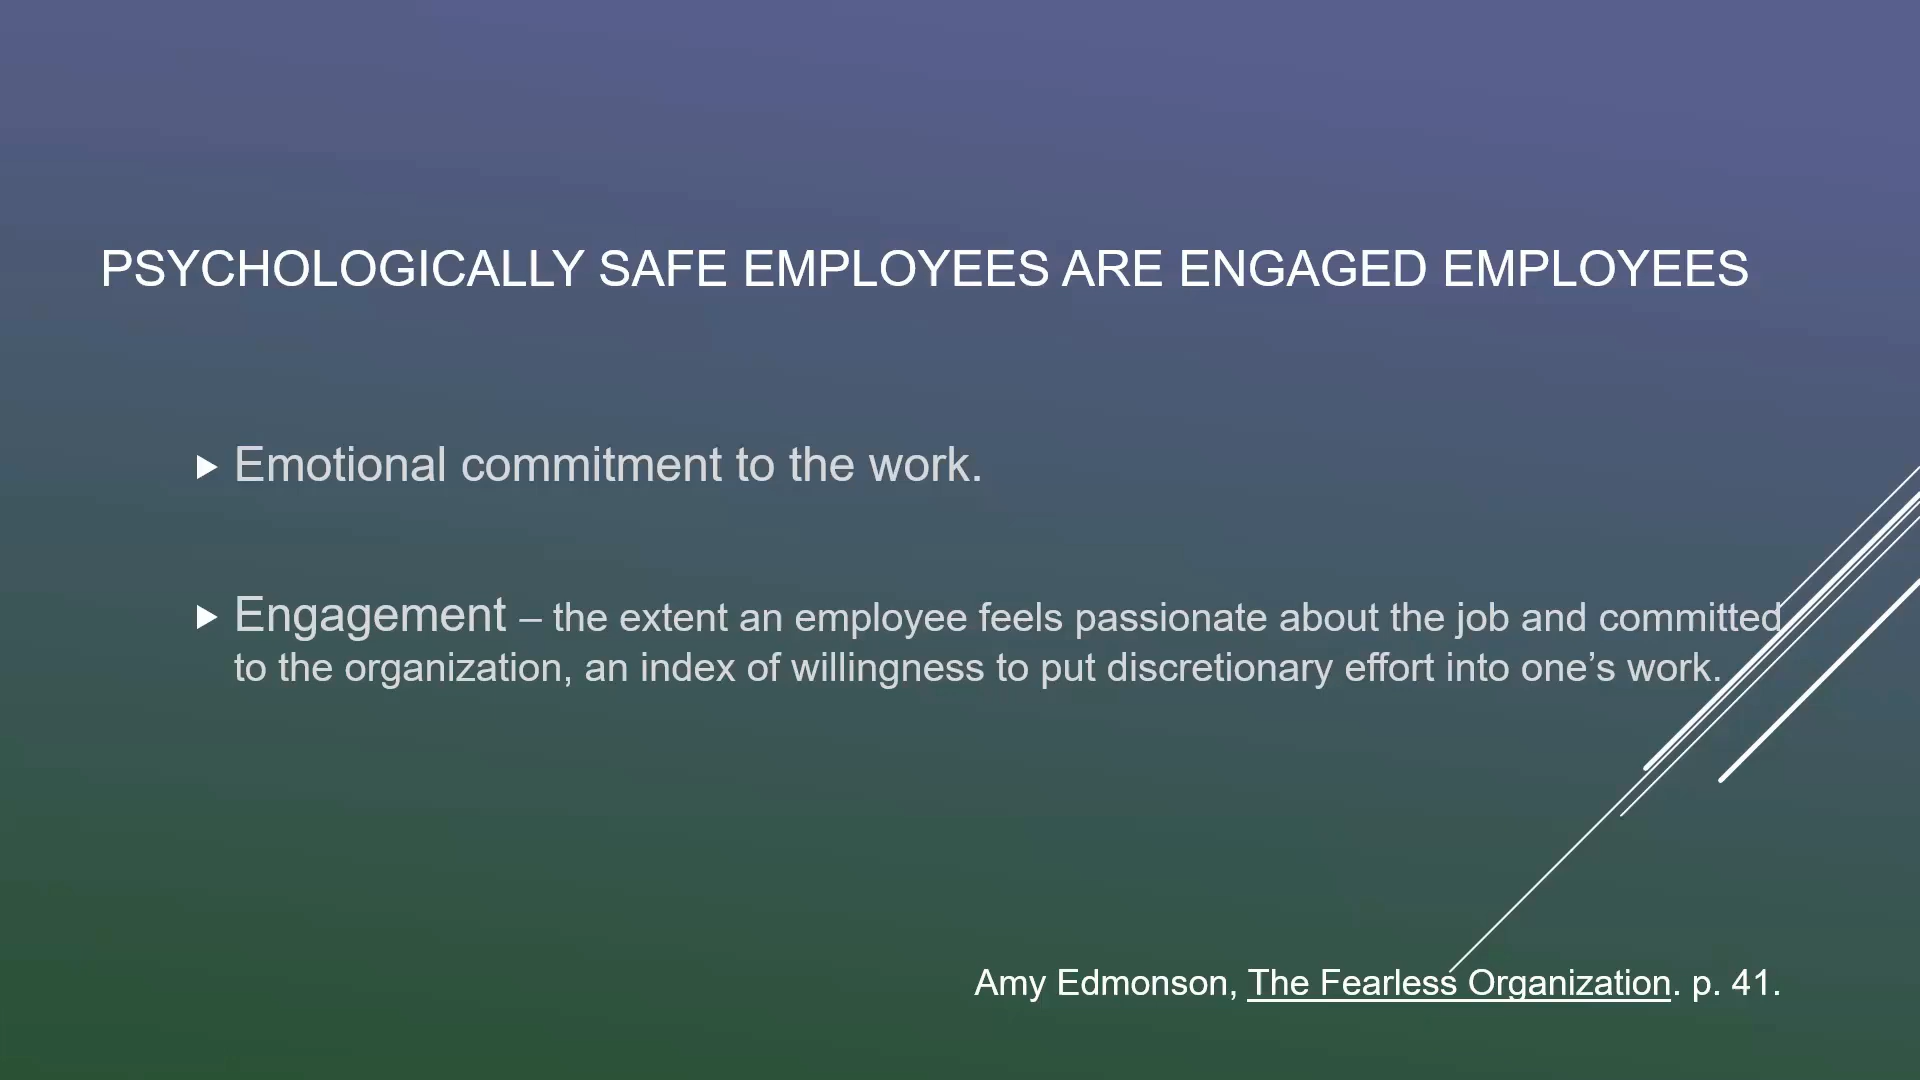 PSYCHOLOGICALLY SAFE EMPLOYEES ARE ENGAGED EMPLOYEES
Emotional commitment to the work.
Engagement – the extent an employee feels passionate about the job and committed
to the organization, an index of willingness to put discretionary effort into one’s work.
Amy Edmonson, The Fearless Organization. p. 41.